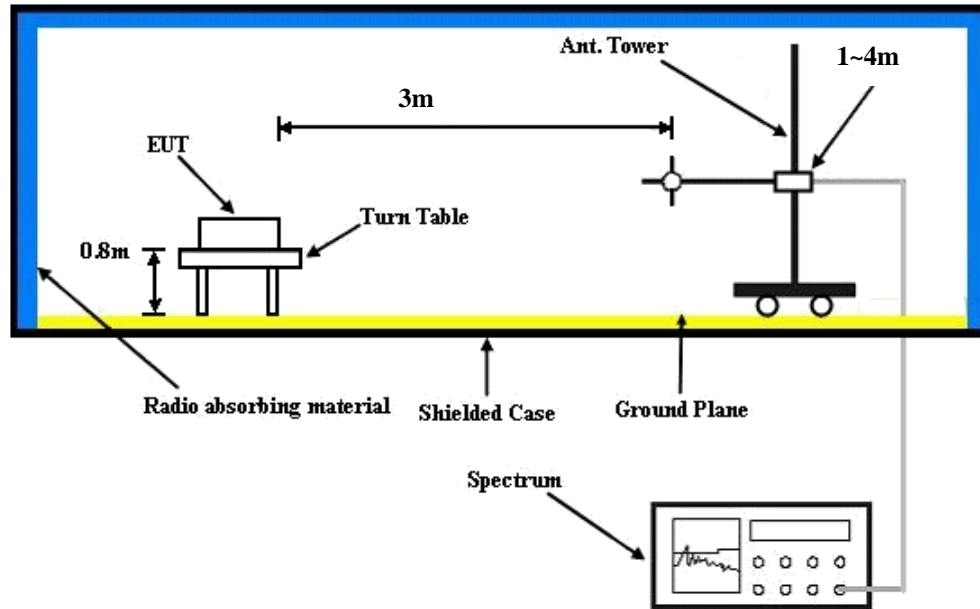 Ant. Tower
1~4m
3m
EUT
Turn Table
0.8m
Radio absorbing material
Shielded Case
Ground Plane
Spectrum